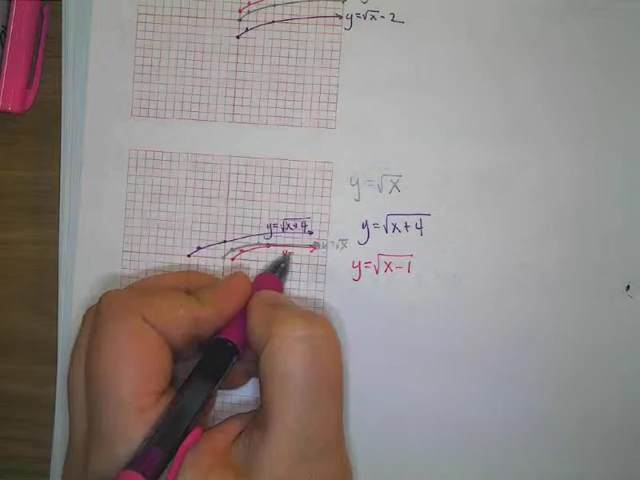 y=√x-2
y=√x
y=√x+4
y=√x
y=√x+4
y=√x-1